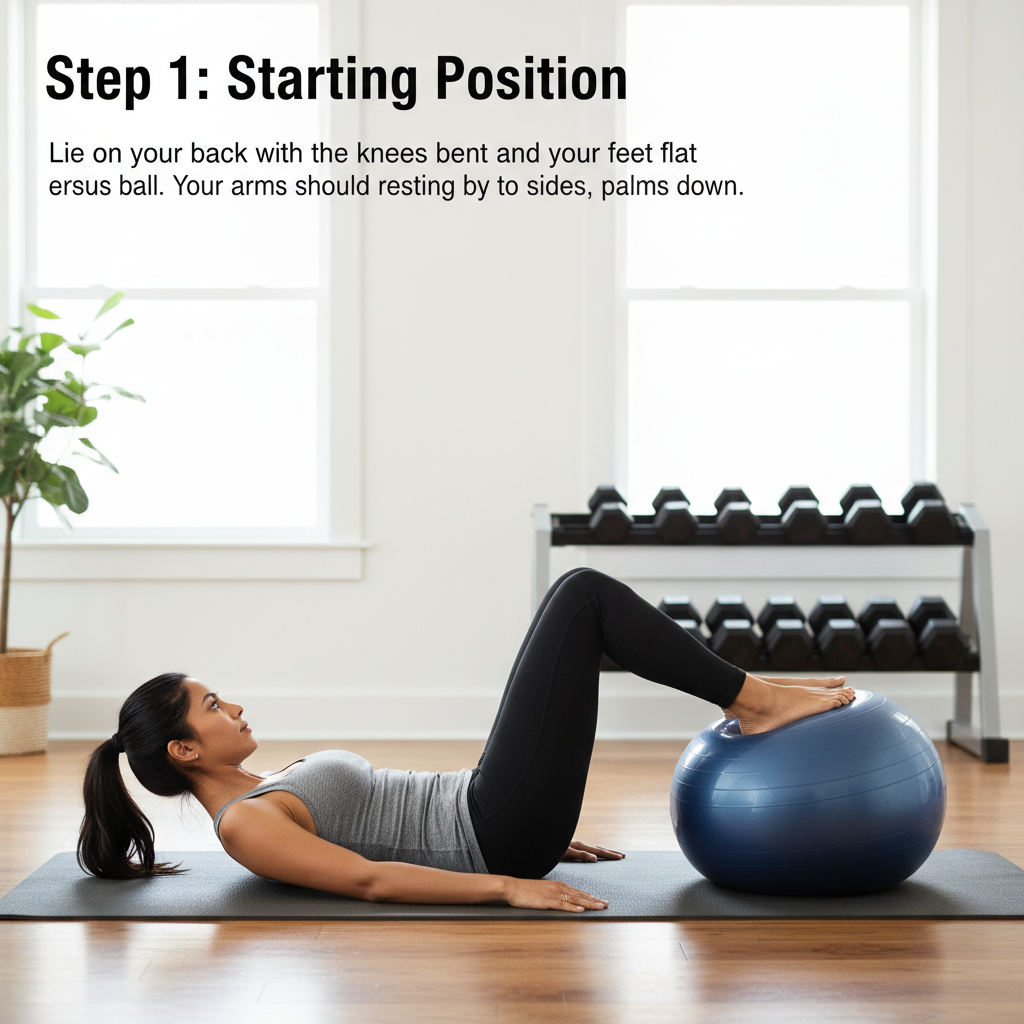 Step 1: Starting Position
Lie on your back with the knees bent and your feet flat
ersus ball. Your arms should resting by to sides, palms down.